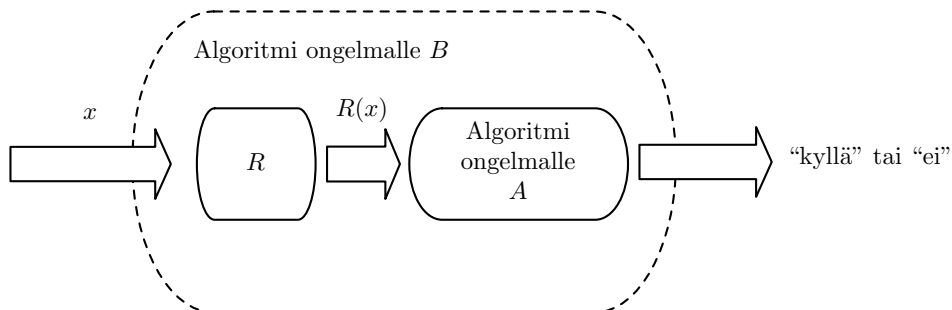 Algoritmi ongelmalle B
x
R
R(x)
Algoritmi
ongelmalle
A
“kyllä” tai “ei”